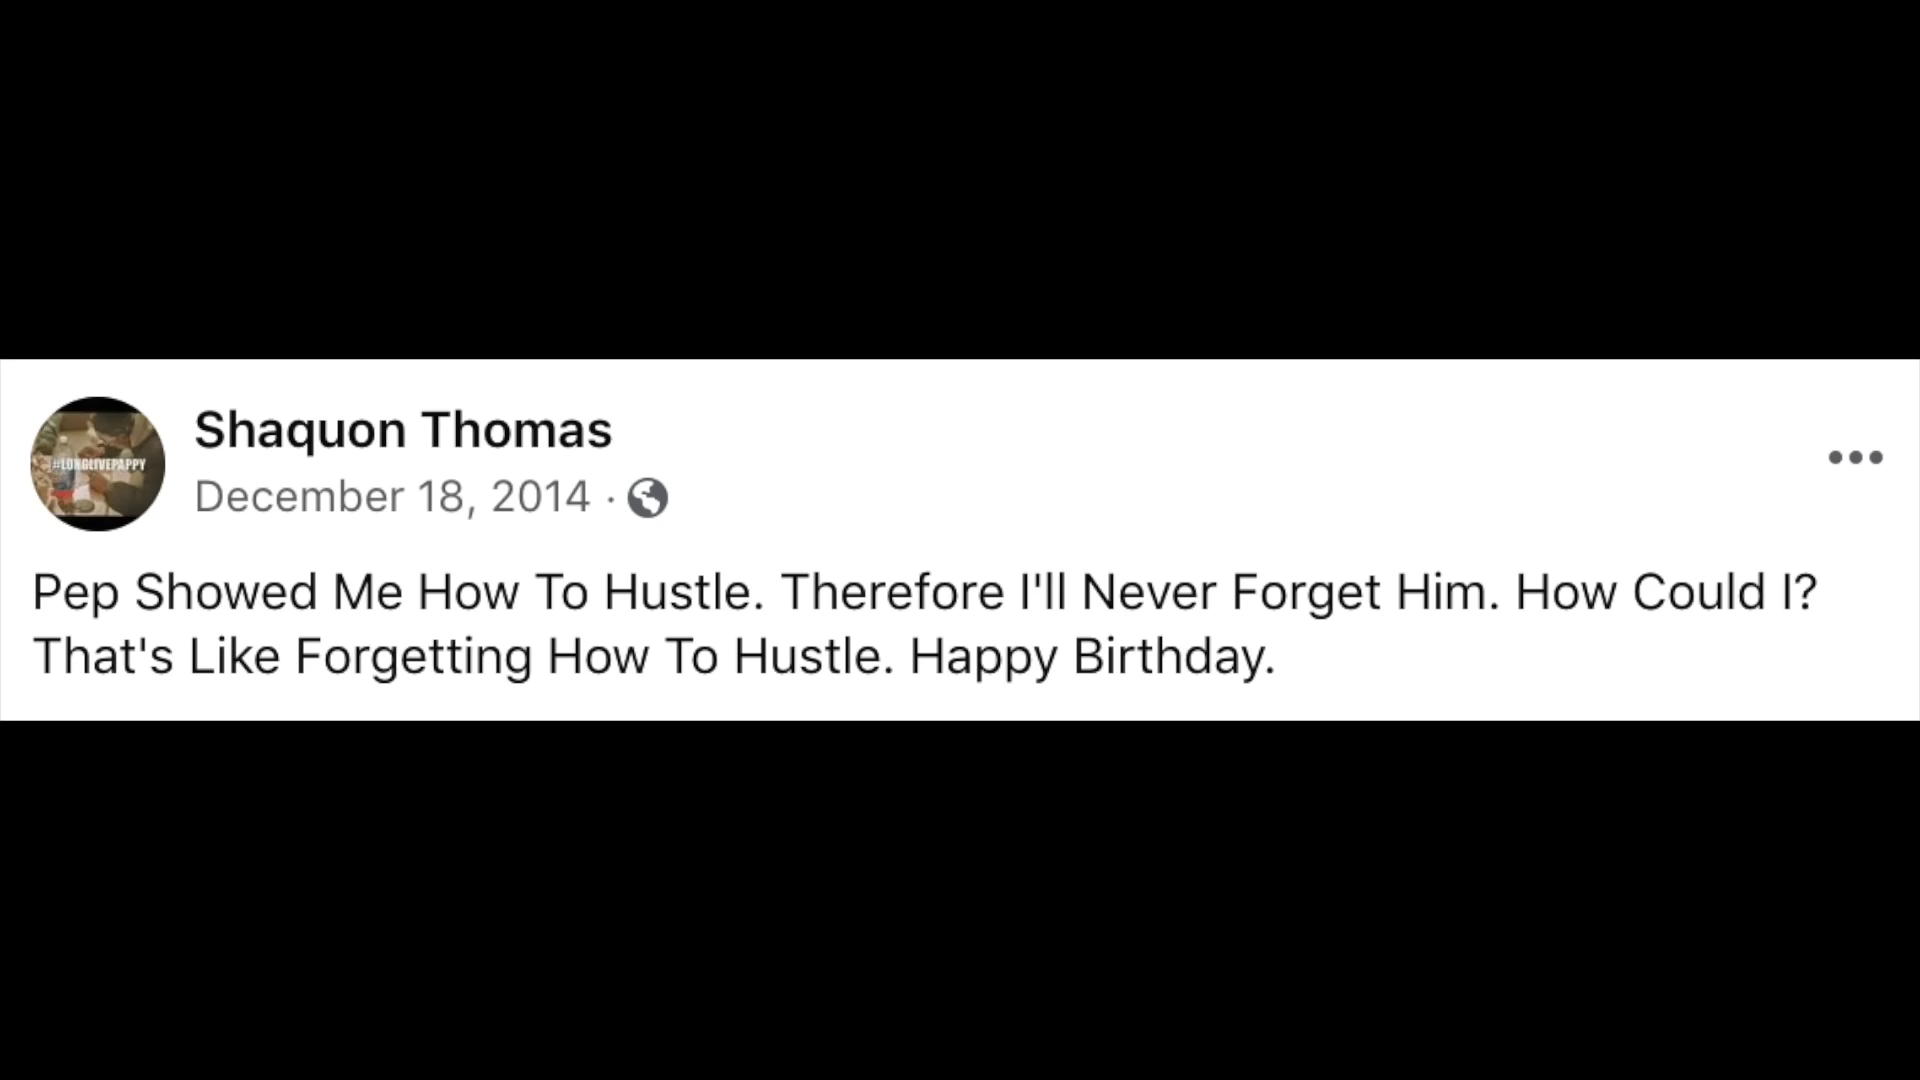 #LONGLIVEPAPPY
Shaquon Thomas
December 18, 2014 ·
Pep Showed Me How To Hustle. Therefore I'll Never Forget Him. How Could I?
That's Like Forgetting How To Hustle. Happy Birthday.